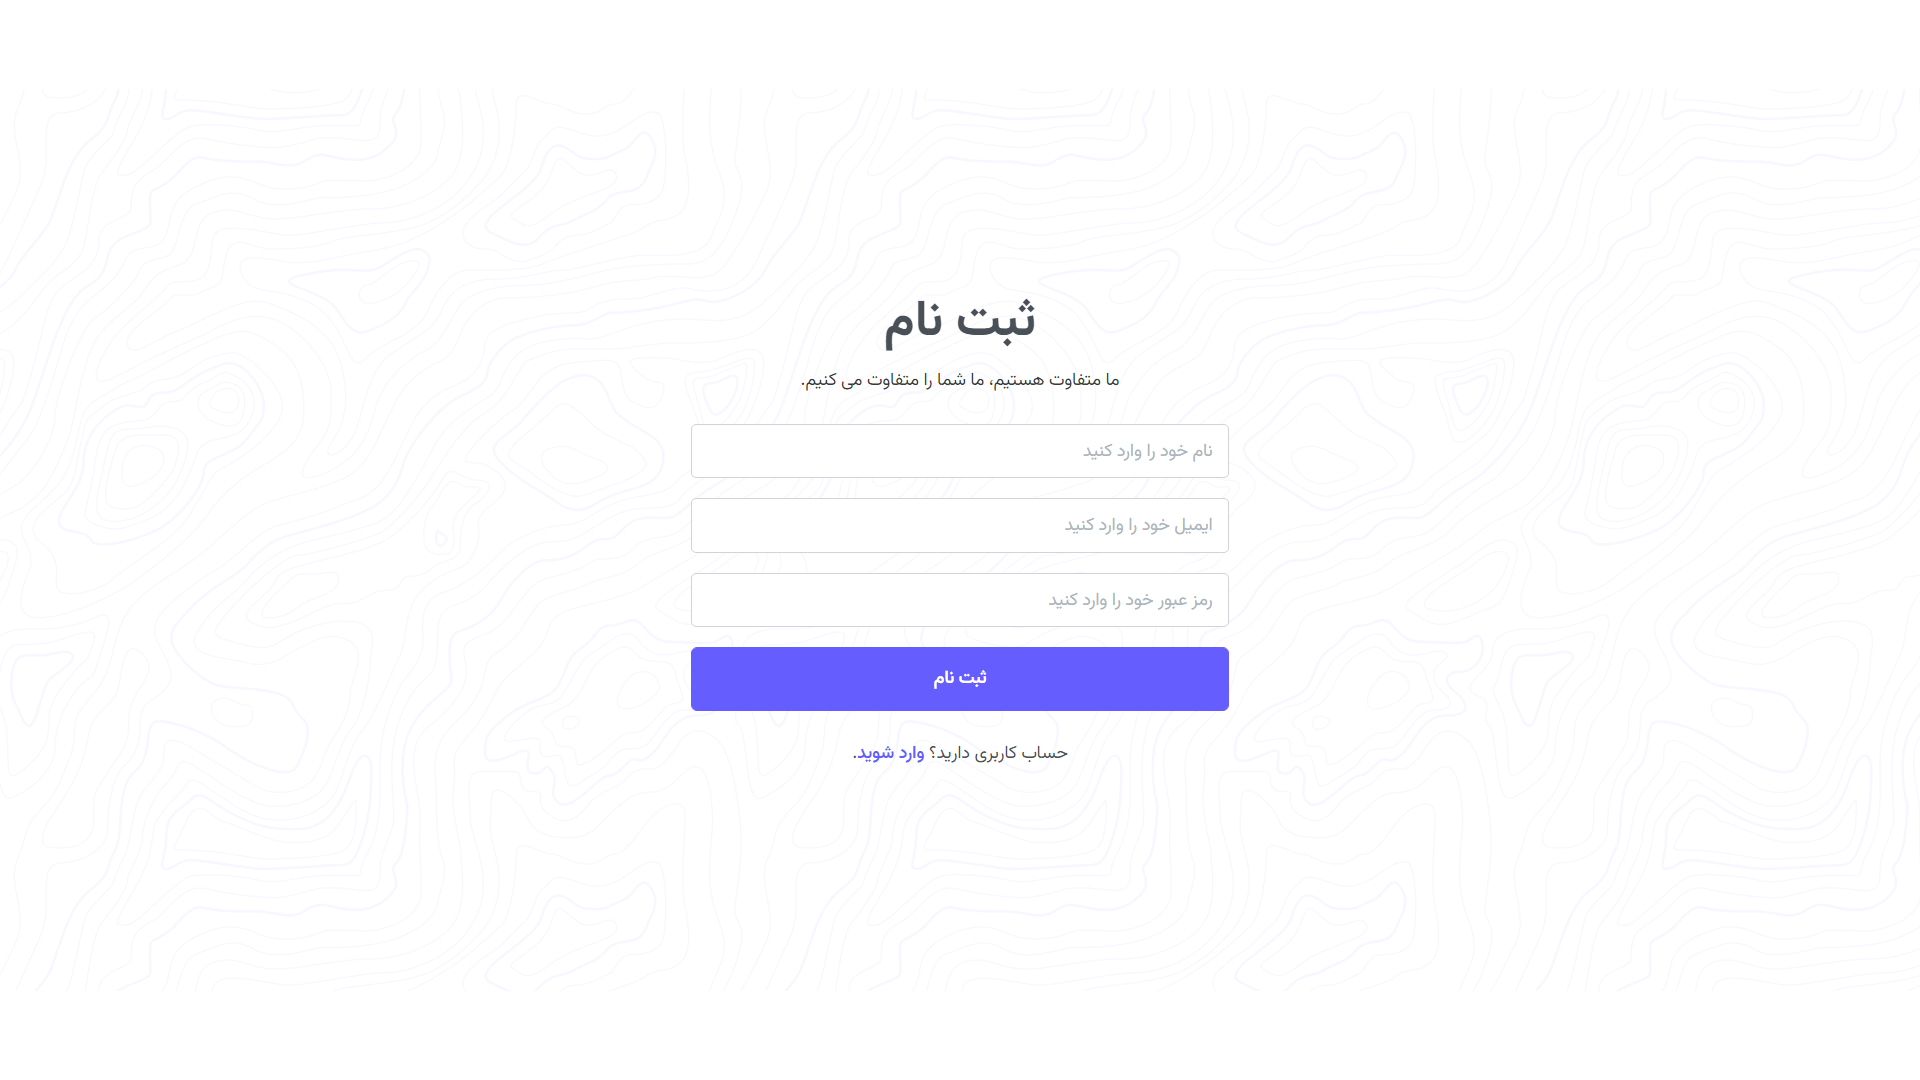 ثبت نام
ما متفاوت هستیم، ما شما را متفاوت می کنیم.
نام خود را وارد کنید
ایمیل خود را وارد کنید
رمز عبور خود را وارد کنید
ثبت نام
حساب کاربری دارید؟ وارد شوید.